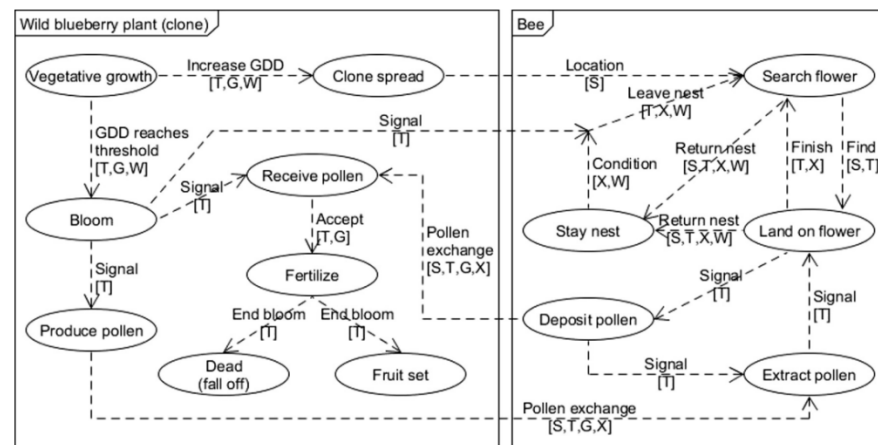 Wild blueberry plant (clone)
Bee
Vegetative growth
Increase GDD
[T,G,W]
Clone spread
Location
[S]
Search flower
Leave nest
[T,X,W]
GDD reaches
threshold
[T,G,W]
Signal
[T]
Signal
[T]
Receive pollen
Condition
[X,W]
Return nest
[S,T,X,W]
Finish
[T,X]
Find
[S,T]
Bloom
Accept
[T,G]
Pollen
exchange
[S,T,G,X]
Stay nest
Return nest
[S,T,X,W]
Land on flower
Signal
[T]
Fertilize
Signal
[T]
Signal
[T]
Produce pollen
End bloom
[T]
End bloom
[T]
Deposit pollen
Dead
(fall off)
Fruit set
Signal
[T]
Extract pollen
Pollen exchange
[S,T,G,X]